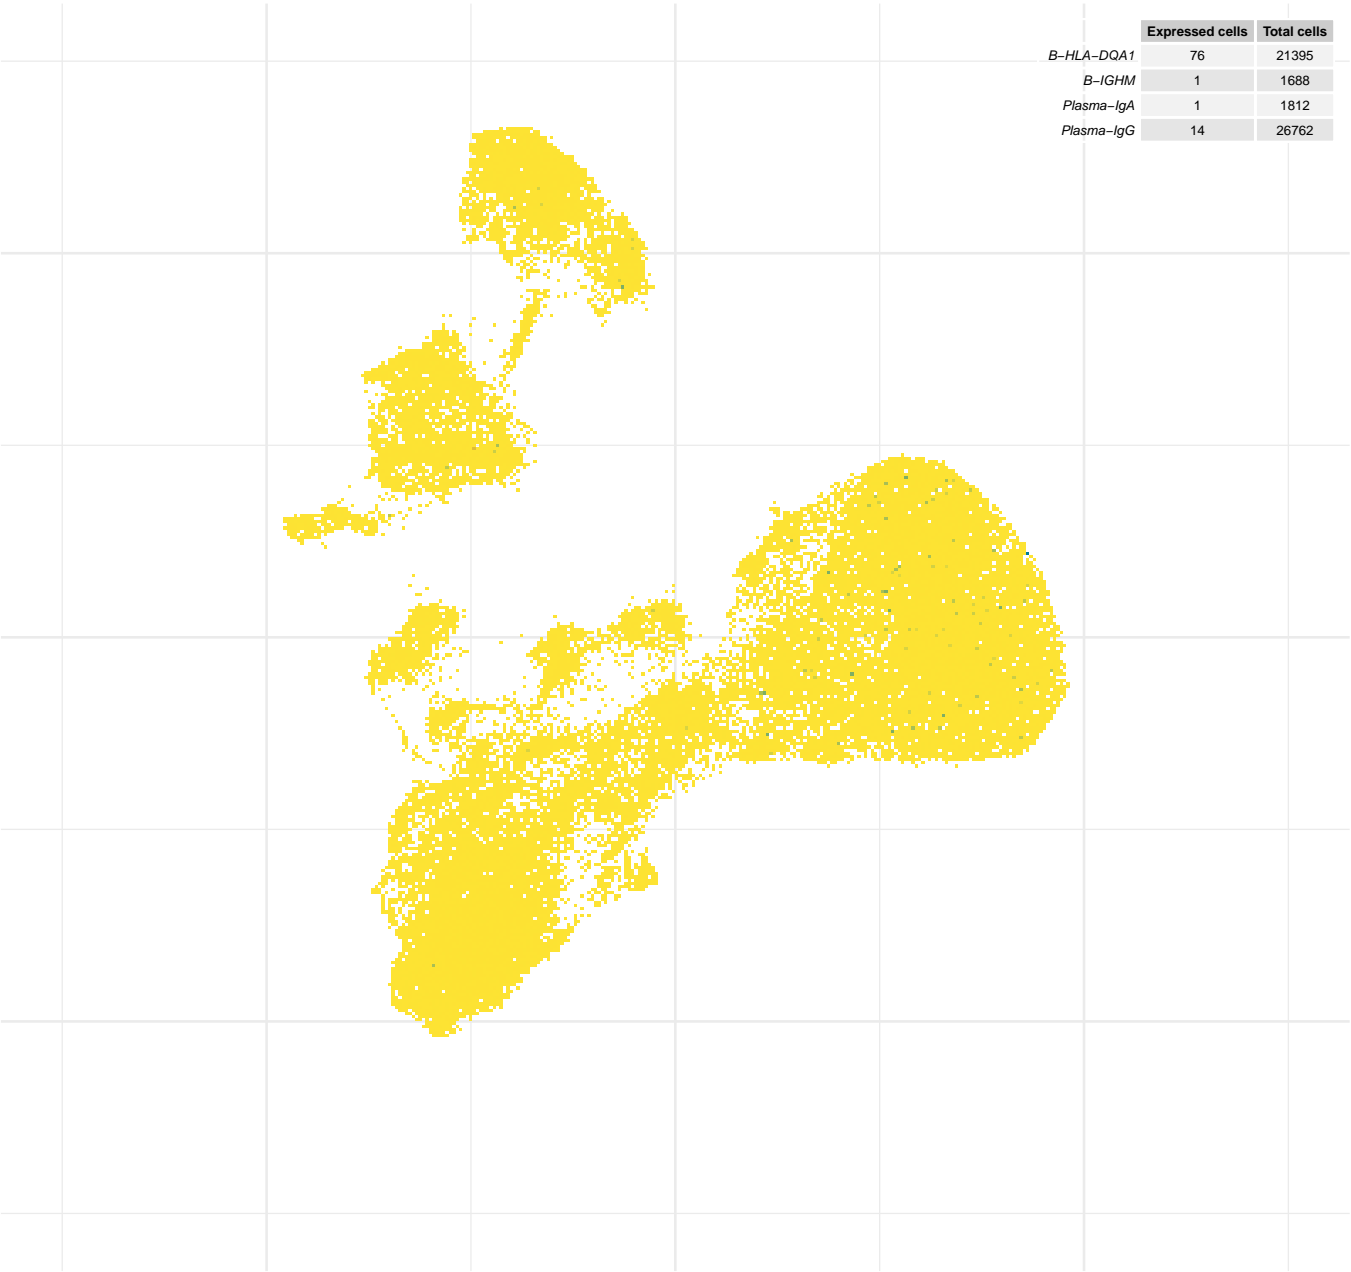 Expressed cells Total cells
B−HLA−DQA1 76 21395
B−IGHM 1 1688
Plasma−IgA 1 1812
Plasma−IgG 14 26762